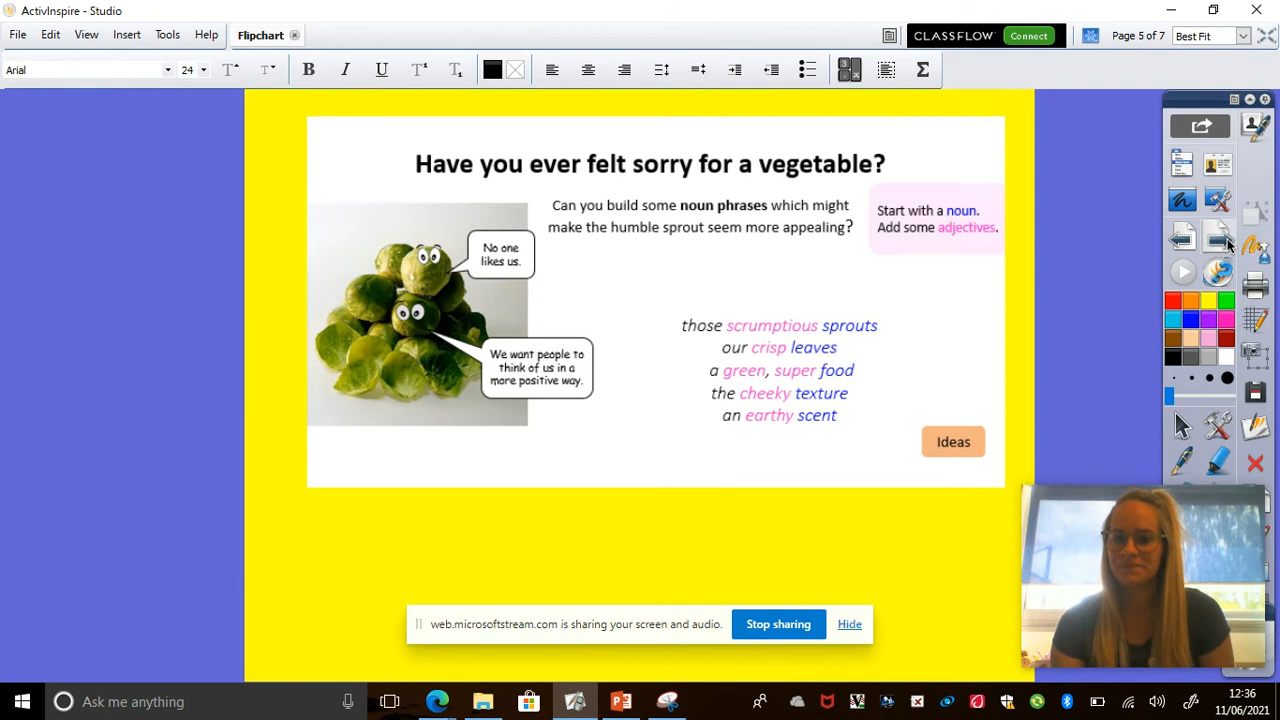 ActivInspire - Studio
File Edit View Insert Tools Help Flipchart
CLASSFLOW Connect Page 5 of 7 Best Fit
Arial 24 B I U
Have you ever felt sorry for a vegetable?
Can you build some noun phrases which might
make the humble sprout seem more appealing?
Start with a noun.
Add some adjectives.
No one
likes us.
We want people to
think of us in a
more positive way.
those scrumptious sprouts
our crisp leaves
a green, super food
the cheeky texture
an earthy scent
Ideas
web.microsoftstream.com is sharing your screen and audio. Stop sharing Hide
Ask me anything
12:36
11/06/2021